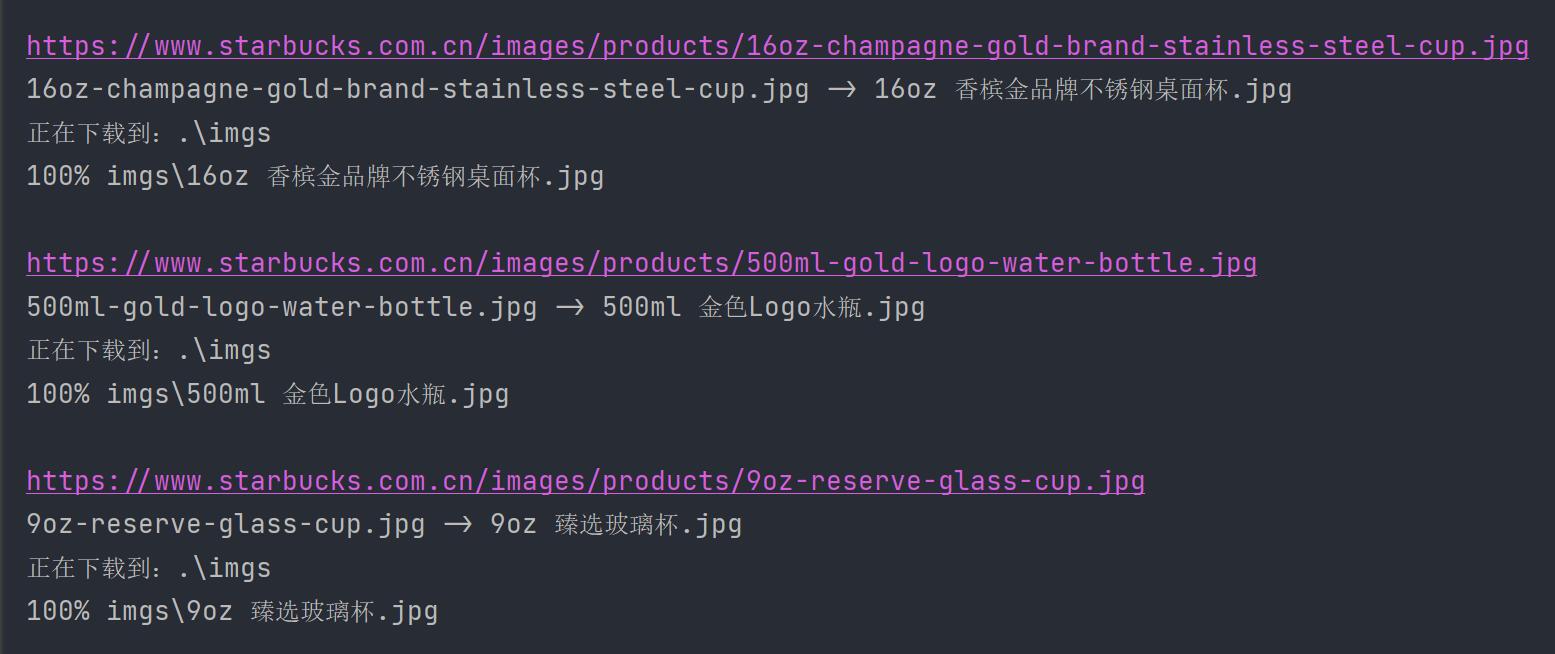 https://www.starbucks.com.cn/images/products/16oz-champagne-gold-brand-stainless-steel-cup.jpg
16oz-champagne-gold-brand-stainless-steel-cup.jpg -> 16oz 香槟金品牌不锈钢桌面杯.jpg
正在下载到：.\imgs
100% imgs\16oz 香槟金品牌不锈钢桌面杯.jpg
https://www.starbucks.com.cn/images/products/500ml-gold-logo-water-bottle.jpg
500ml-gold-logo-water-bottle.jpg -> 500ml 金色Logo水瓶.jpg
正在下载到：.\imgs
100% imgs\500ml 金色Logo水瓶.jpg
https://www.starbucks.com.cn/images/products/9oz-reserve-glass-cup.jpg
9oz-reserve-glass-cup.jpg -> 9oz 臻选玻璃杯.jpg
正在下载到：.\imgs
100% imgs\9oz 臻选玻璃杯.jpg